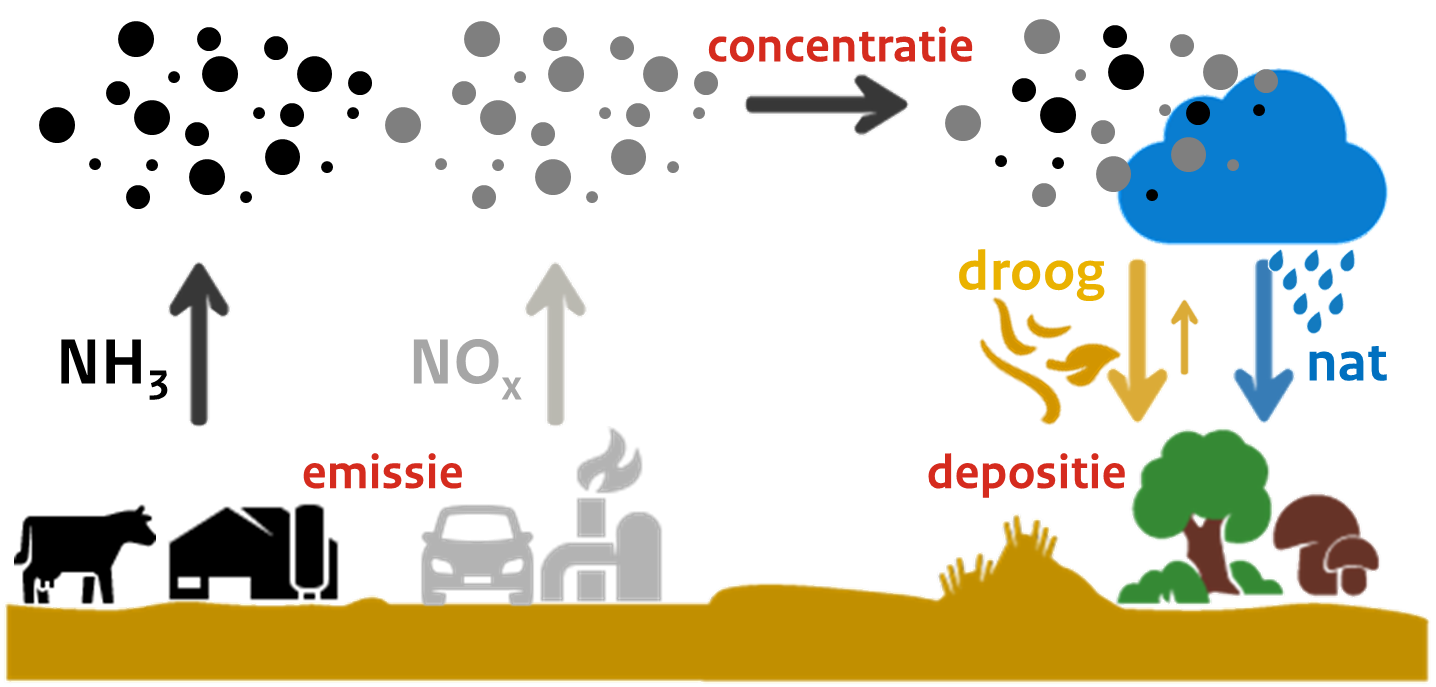 concentratie
droog
nat
NH₃
NOₓ
emissie
depositie